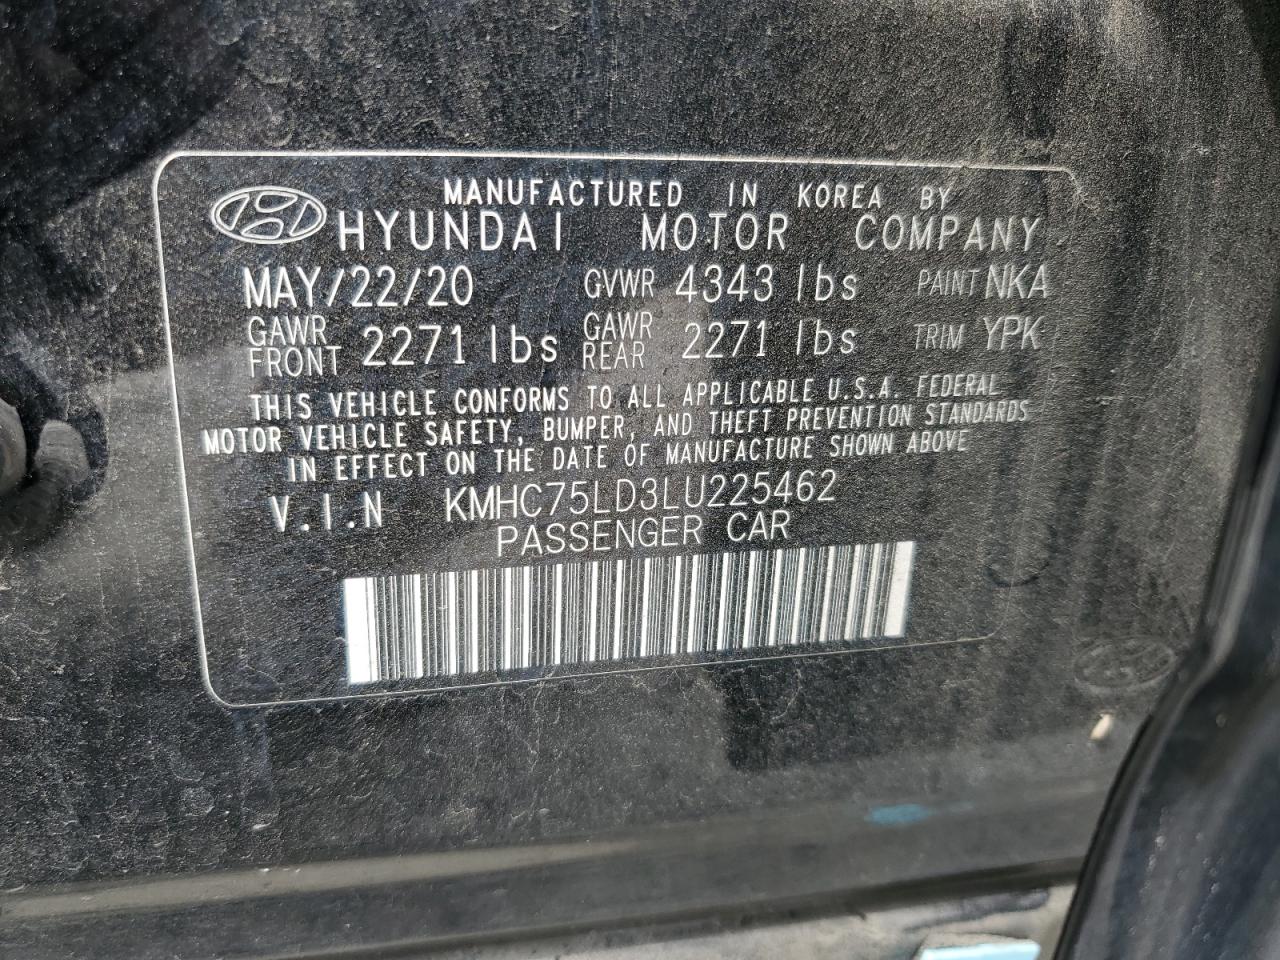 MANUFACTURED IN KOREA BY
HYUNDAI MOTOR COMPANY
MAY/22/20 GVWR 4343 lbs PAINT NKA
GAWR FRONT 2271 lbs GAWR REAR 2271 lbs TRIM YPK
THIS VEHICLE CONFORMS TO ALL APPLICABLE U.S.A. FEDERAL
MOTOR VEHICLE SAFETY, BUMPER, AND THEFT PREVENTION STANDARDS
IN EFFECT ON THE DATE OF MANUFACTURE SHOWN ABOVE
V.I.N KMHC75LD3LU225462
PASSENGER CAR